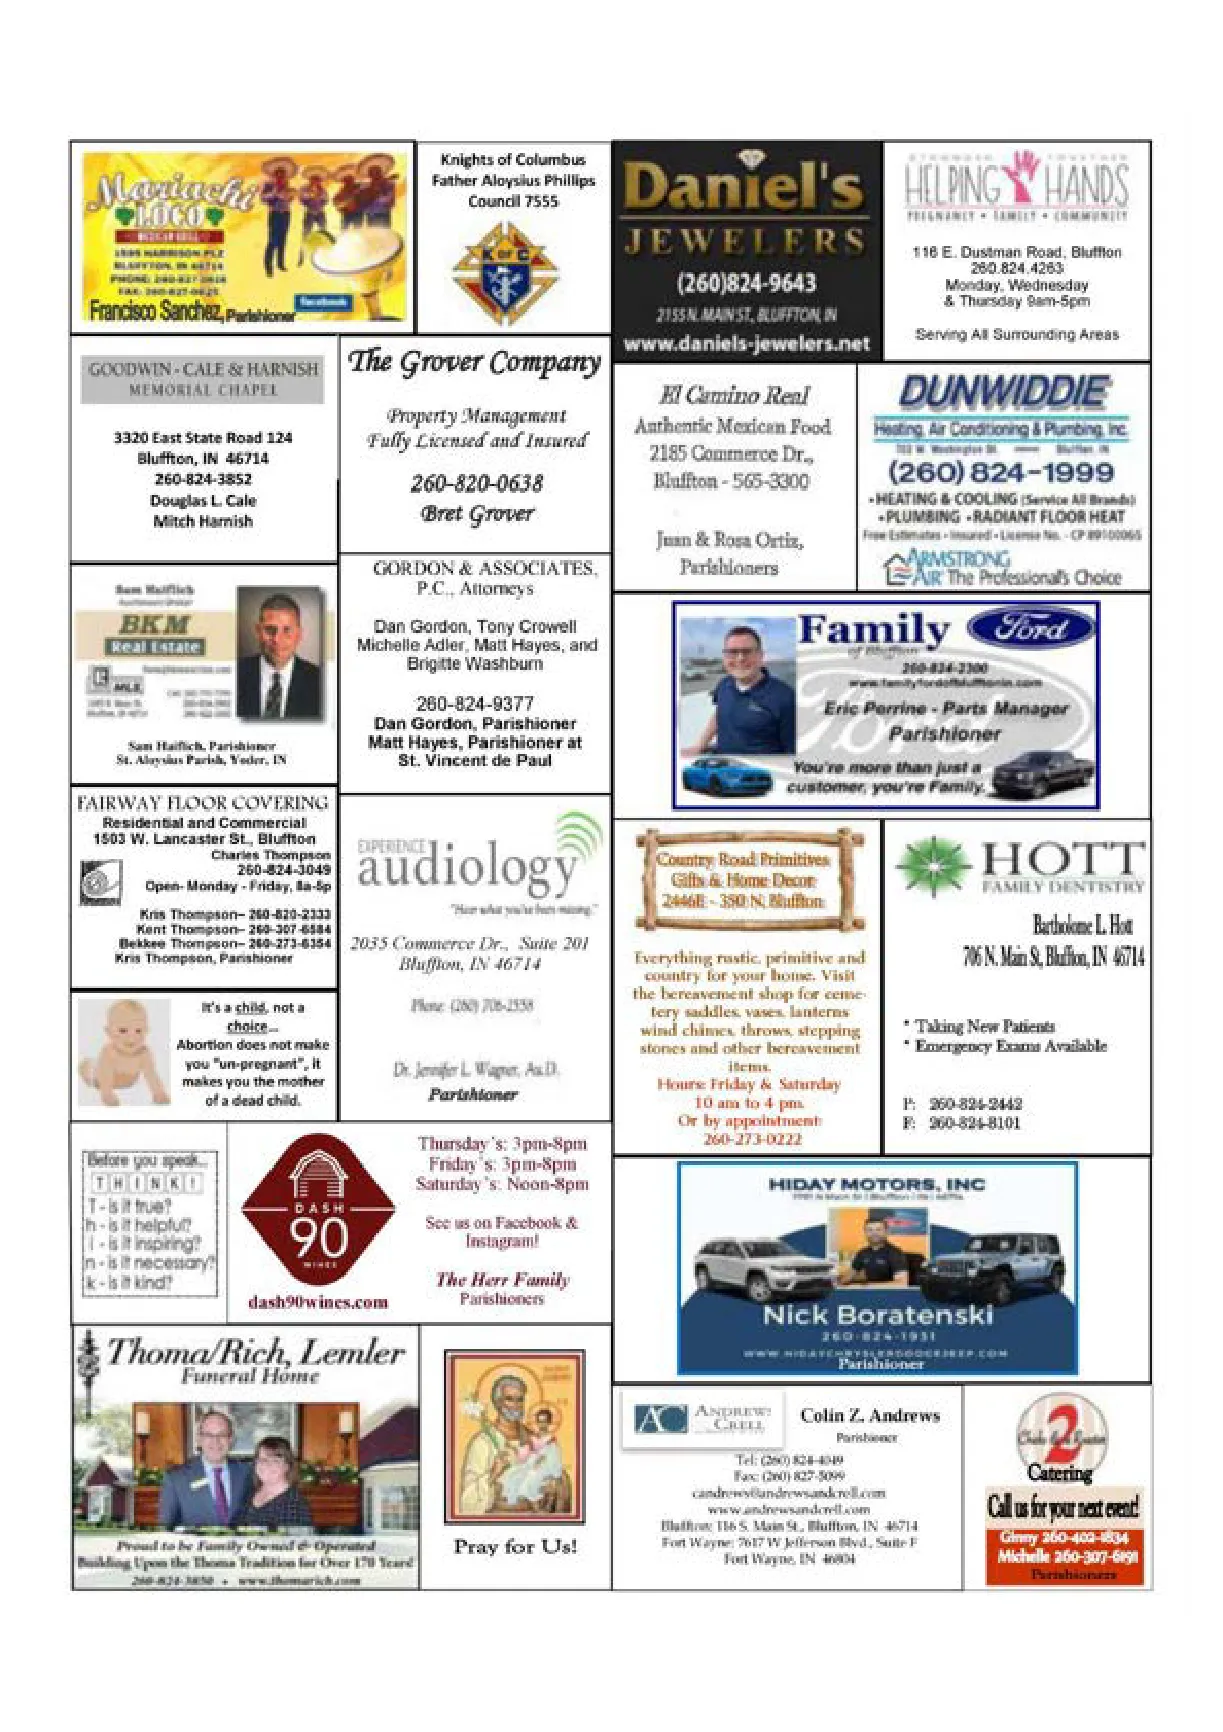 Mariachi
LOCO
MEXICAN GRILL
1585 HARRISON PLZ
BLUFFTON, IN 46714
PHONE: 260-827-0828
FAX: 260-827-0825
facebook
Francisco Sanchez, Parishioner
Knights of Columbus
Father Aloysius Phillips
Council 7555
K OF C
Daniel's
JEWELERS
(260)824-9643
2155 N. MAIN ST, BLUFFTON, IN
www.daniels-jewelers.net
STRONGER TOGETHER
HELPING HANDS
PREGNANCY • FAMILY • COMMUNITY
116 E. Dustman Road, Bluffton
260.824.4263
Monday, Wednesday
& Thursday 9am-5pm
Serving All Surrounding Areas
GOODWIN - CALE & HARNISH
MEMORIAL CHAPEL
3320 East State Road 124
Bluffton, IN 46714
260-824-3852
Douglas L. Cale
Mitch Harnish
The Grover Company
Property Management
Fully Licensed and Insured
260-820-0638
Bret Grover
El Camino Real
Authentic Mexican Food
2185 Commerce Dr.,
Bluffton - 565-3300
Juan & Rosa Ortiz,
Parishioners
DUNWIDDIE
Heating, Air Conditioning & Plumbing, Inc.
702 W. Washington St. Bluffton, IN
(260) 824-1999
• HEATING & COOLING (Service All Brands)
• PLUMBING • RADIANT FLOOR HEAT
Free Estimates - Insured - License No. - CP 89100065
ARMSTRONG
AIR The Professional's Choice
Sam Haiflich
BKM
Real Estate
MLS
Sam Haiflich, Parishioner
St. Aloysius Parish, Yoder, IN
GORDON & ASSOCIATES,
P.C., Attorneys
Dan Gordon, Tony Crowell
Michelle Adler, Matt Hayes, and
Brigitte Washburn
260-824-9377
Dan Gordon, Parishioner
Matt Hayes, Parishioner at
St. Vincent de Paul
Family Ford
of Bluffton
260-824-2300
www.familyfordofbluffton.com
Eric Perrine - Parts Manager
Parishioner
You're more than just a
customer, you're Family.
FAIRWAY FLOOR COVERING
Residential and Commercial
1503 W. Lancaster St., Bluffton
Charles Thompson
260-824-3049
Open- Monday - Friday, 8a-5p
Kris Thompson– 260-820-2333
Kent Thompson– 260-307-6584
Bekkee Thompson– 260-273-6354
Kris Thompson, Parishioner
EXPERIENCE
audiology
"Hear what you've been missing."
2035 Commerce Dr., Suite 201
Bluffton, IN 46714
Phone: (260) 706-2558
Dr. Jennifer L. Wagner, Au.D.
Parishioner
Country Road Primitives
Gifts & Home Decor
2446E - 350 N, Bluffton
Everything rustic, primitive and
country for your home. Visit
the bereavement shop for ceme-
tery saddles, vases, lanterns
wind chimes, throws, stepping
stones and other bereavement
items.
Hours: Friday & Saturday
10 am to 4 pm.
Or by appointment:
260-273-0222
HOTT
FAMILY DENTISTRY
Bartholome L. Hott
706 N. Main St, Bluffton, IN 46714
* Taking New Patients
* Emergency Exams Available
P: 260-824-2442
F: 260-824-8101
It's a child, not a
choice…
Abortion does not make
you "un-pregnant", it
makes you the mother
of a dead child.
Before you speak...
THINK!
T - is it true?
h - is it helpful?
i - is it inspiring?
n - is it necessary?
k - is it kind?
DASH
90
WINES
dash90wines.com
Thursday's: 3pm-8pm
Friday's: 3pm-8pm
Saturday's: Noon-8pm
See us on Facebook &
Instagram!
The Herr Family
Parishioners
HIDAY MOTORS, INC
Nick Boratenski
260-824-1931
WWW.HIDAYCHRYSLERDODGEJEEP.COM
Parishioner
Thoma/Rich, Lemler
Funeral Home
Proud to be Family Owned & Operated
Building Upon the Thoma Tradition for Over 170 Years!
260-824-3850 • www.thomarich.com
Pray for Us!
AC ANDREWS
CRELL
Colin Z. Andrews
Parishioner
Tel: (260) 824-4049
Fax: (260) 827-5099
candrews@andrewsandcrell.com
www.andrewsandcrell.com
Bluffton: 116 S. Main St., Bluffton, IN 46714
Fort Wayne: 7617 W Jefferson Blvd., Suite F
Fort Wayne, IN 46804
2
Catering
Call us for your next event!
Ginny 260-402-1834
Michelle 260-307-6191
Parishioners